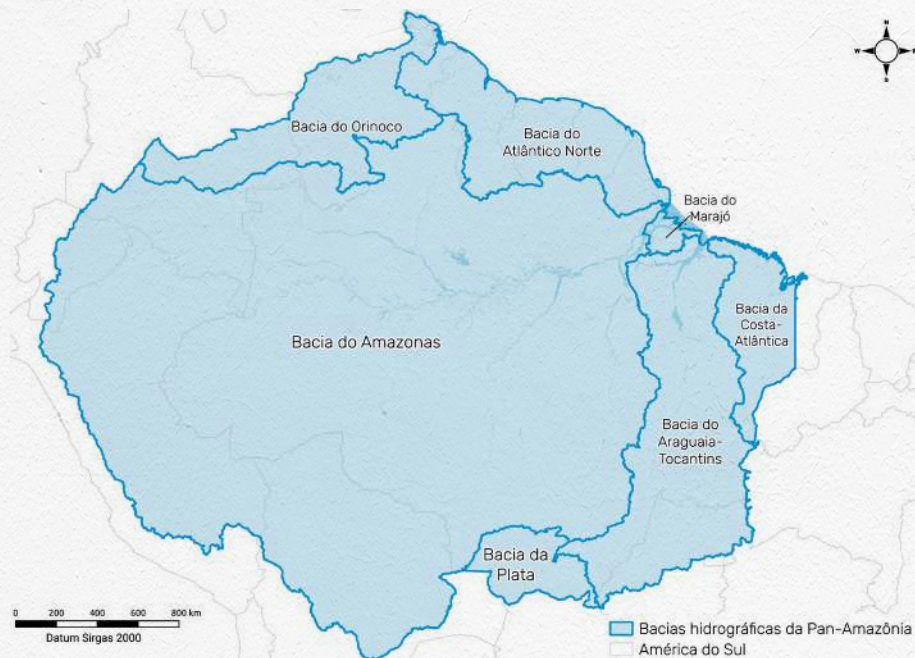 N
W
E
S
Bacia do Orinoco
Bacia do
Atlântico Norte
Bacia do
Marajó
Bacia da
Costa-
Atlântica
Bacia do Amazonas
Bacia do
Araguaia-
Tocantins
Bacia da
Plata
0 200 400 600 800 km
Datum Sirgas 2000
Bacias hidrográficas da Pan-Amazônia
América do Sul